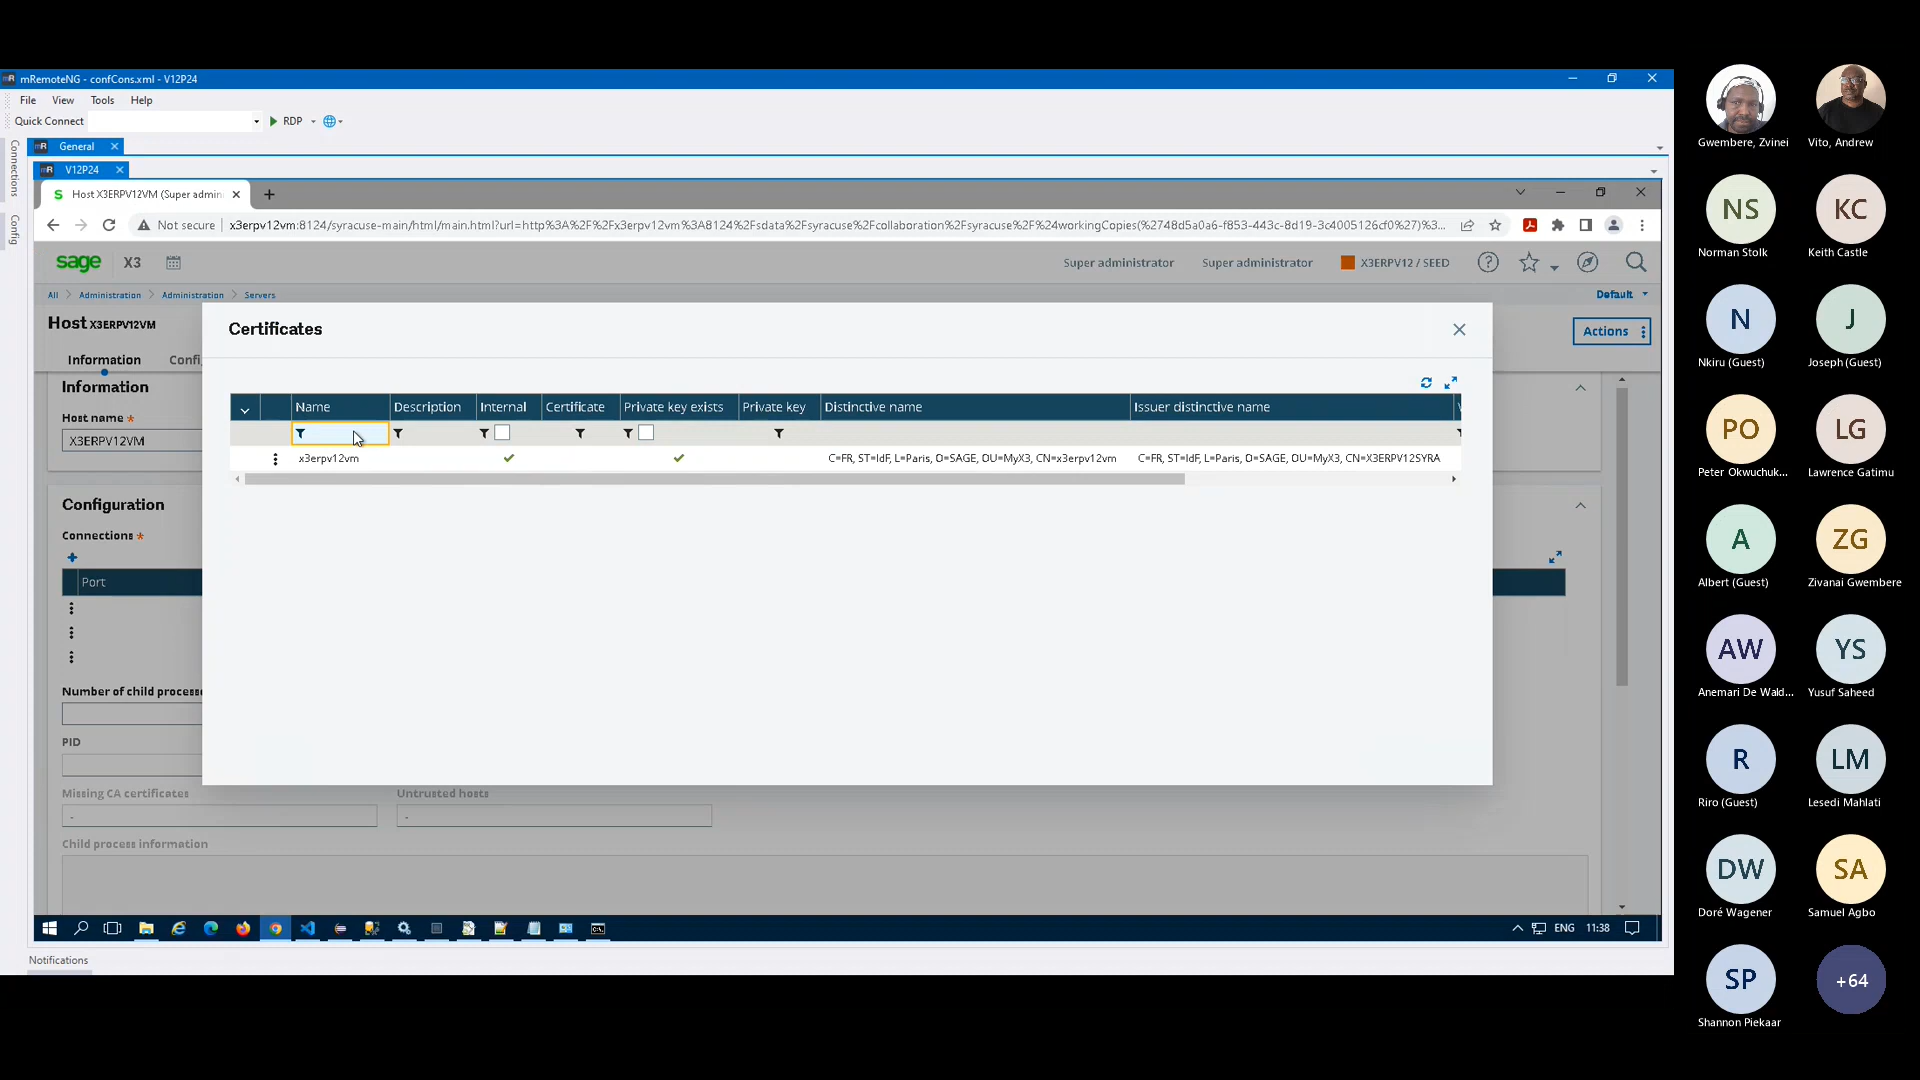 mRemoteNG - confCons.xml - V12P24
File View Tools Help
Quick Connect RDP
Connections
Config
General
V12P24
Host X3ERPV12VM (Super admin
Not secure x3erpv12vm:8124/syracuse-main/html/main.html?url=http%3A%2F%2Fx3erpv12vm%3A8124%2Fsdata%2Fsyracuse%2Fcollaboration%2Fsyracuse%2F%24workingCopies(%2748d5a0a6-f853-443c-8d19-3c4005126cf0%27)%...
sage X3 Super administrator Super administrator X3ERPV12 / SEED
All Administration Administration Servers Default
Host X3ERPV12VM
Actions
Information Confi
Information
Host name *
X3ERPV12VM
Certificates
Name Description Internal Certificate Private key exists Private key Distinctive name Issuer distinctive name
x3erpv12vm C=FR, ST=IdF, L=Paris, O=SAGE, OU=MyX3, CN=x3erpv12vm C=FR, ST=IdF, L=Paris, O=SAGE, OU=MyX3, CN=X3ERPV12SYRA
Configuration
Connections *
Port
Number of child processe
PID
Missing CA certificates Untrusted hosts
- -
Child process information
ENG 11:38
Notifications
Gwembere, Zvinei
Vito, Andrew
NS
Norman Stolk
KC
Keith Castle
N
Nkiru (Guest)
J
Joseph (Guest)
PO
Peter Okwuchuk...
LG
Lawrence Gatimu
A
Albert (Guest)
ZG
Zivanai Gwembere
AW
Anemari De Wald...
YS
Yusuf Saheed
R
Riro (Guest)
LM
Lesedi Mahlati
DW
Doré Wagener
SA
Samuel Agbo
SP
Shannon Piekaar
+64